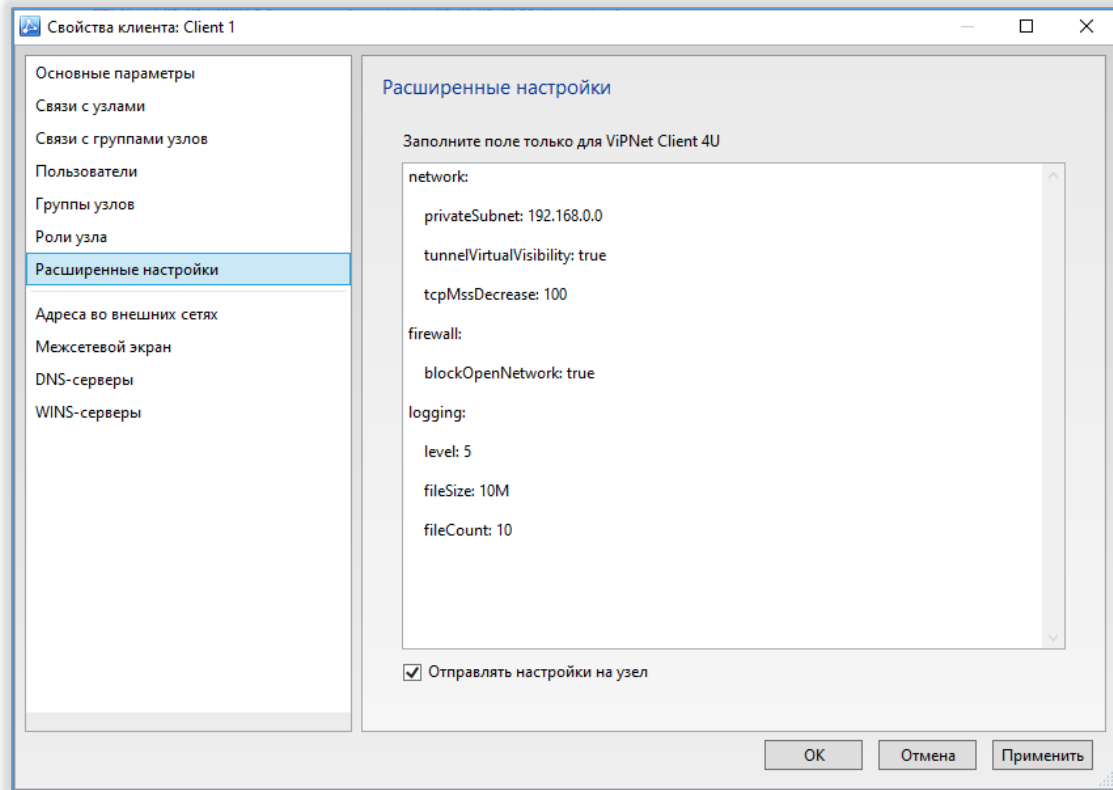 Свойства клиента: Client 1
Основные параметры
Связи с узлами
Связи с группами узлов
Пользователи
Группы узлов
Роли узла
Расширенные настройки
Адреса во внешних сетях
Межсетевой экран
DNS-серверы
WINS-серверы
Расширенные настройки
Заполните поле только для ViPNet Client 4U
network:
privateSubnet: 192.168.0.0
tunnelVirtualVisibility: true
tcpMssDecrease: 100
firewall:
blockOpenNetwork: true
logging:
level: 5
fileSize: 10M
fileCount: 10
Отправлять настройки на узел
OK Отмена Применить